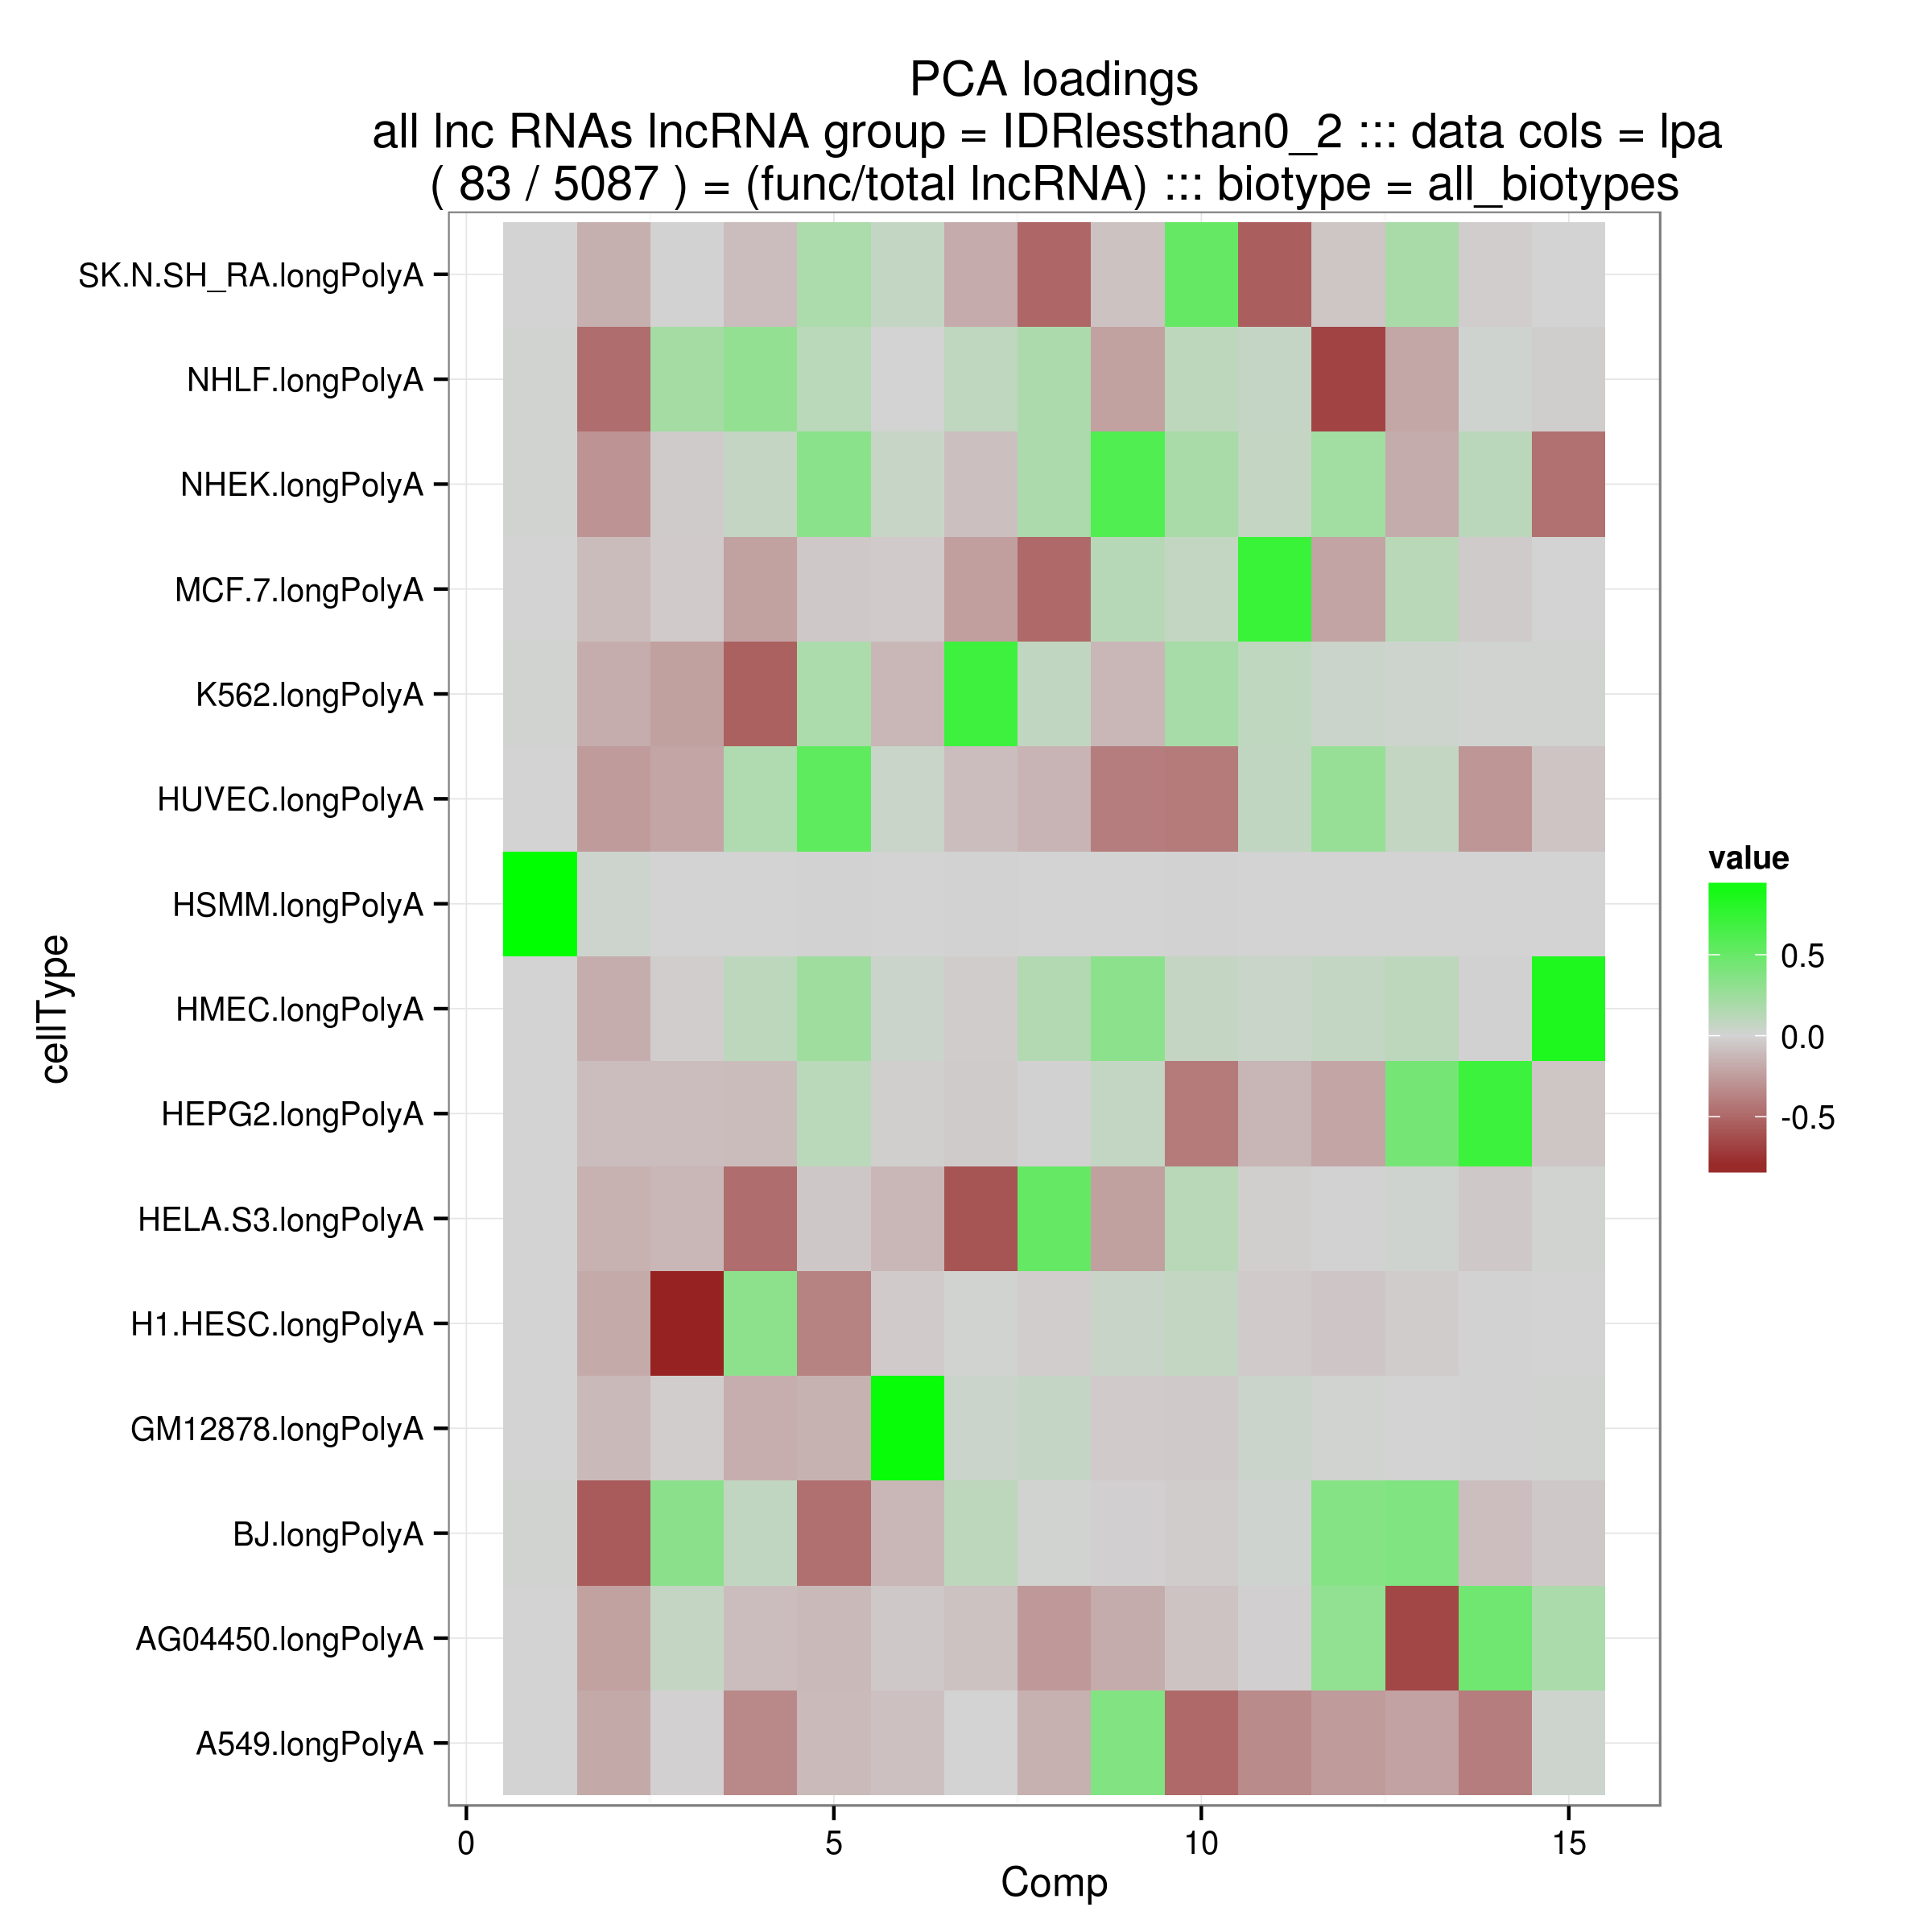 PCA loadings
all lnc RNAs lncRNA group = IDRlessthan0_2 ::: data cols = lpa
( 83 / 5087 ) = (func/total lncRNA) ::: biotype = all_biotypes
SK.N.SH_RA.longPolyA
NHLF.longPolyA
NHEK.longPolyA
MCF.7.longPolyA
K562.longPolyA
HUVEC.longPolyA
HSMM.longPolyA
HMEC.longPolyA
HEPG2.longPolyA
HELA.S3.longPolyA
H1.HESC.longPolyA
GM12878.longPolyA
BJ.longPolyA
AG04450.longPolyA
A549.longPolyA
cellType
0 5 10 15
Comp
value
0.5
0.0
-0.5